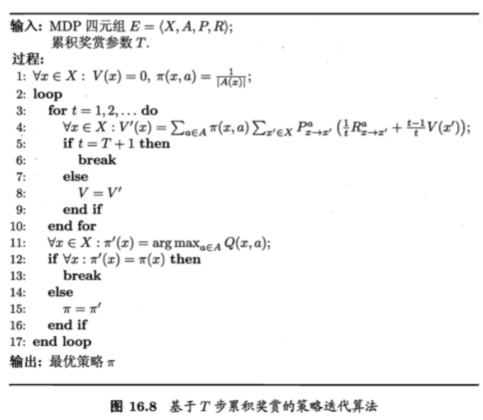 输入: MDP 四元组 E = ⟨X, A, P, R⟩;
累积奖赏参数 T.
过程:
1: ∀x ∈ X : V(x) = 0, π(x, a) = 1/|A(x)|;
2: loop
3: for t = 1, 2, … do
4: ∀x ∈ X : V′(x) = ∑_{a∈A} π(x, a) ∑_{x′∈X} P^a_{x→x′} (1/t R^a_{x→x′} + t−1/t V(x′));
5: if t = T + 1 then
6: break
7: else
8: V = V′
9: end if
10: end for
11: ∀x ∈ X : π′(x) = arg max_{a∈A} Q(x, a);
12: if ∀x : π′(x) = π(x) then
13: break
14: else
15: π = π′
16: end if
17: end loop
输出: 最优策略 π
图 16.8 基于 T 步累积奖赏的策略迭代算法